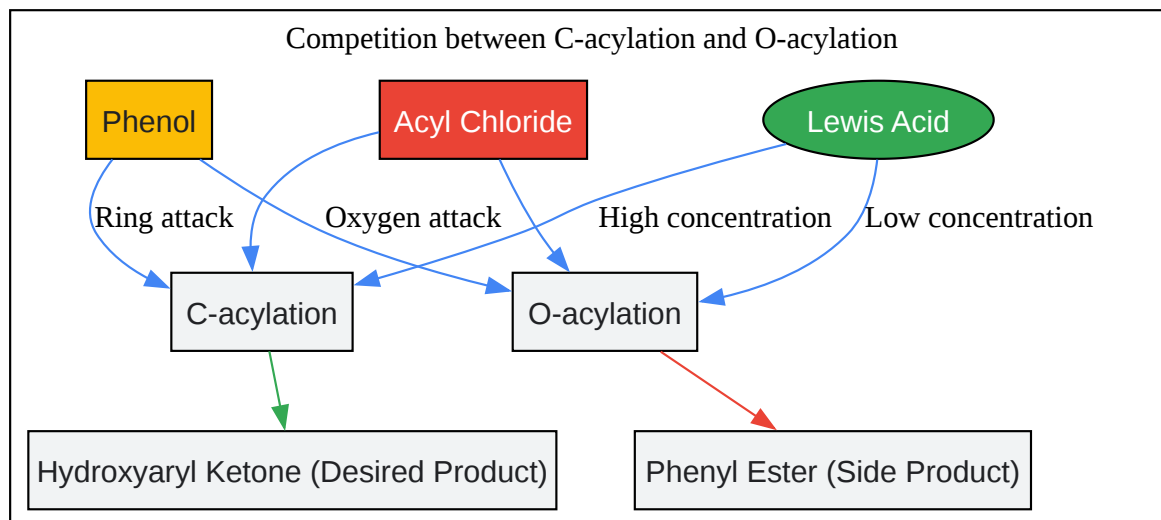 Competition between C-acylation and O-acylation
Phenol
Acyl Chloride
Lewis Acid
Ring attack
Oxygen attack
High concentration
Low concentration
C-acylation
O-acylation
Hydroxyaryl Ketone (Desired Product)
Phenyl Ester (Side Product)